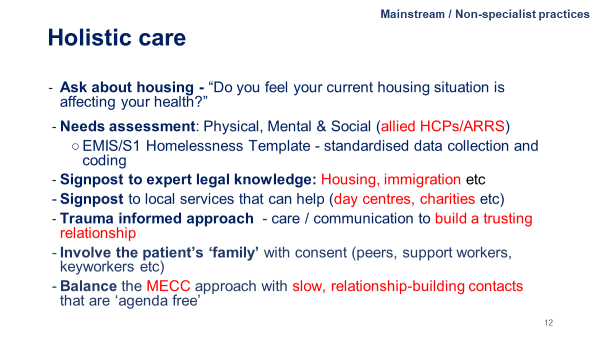 Mainstream / Non-specialist practices
Holistic care
- Ask about housing - “Do you feel your current housing situation is
affecting your health?”
- Needs assessment: Physical, Mental & Social (allied HCPs/ARRS)
○ EMIS/S1 Homelessness Template - standardised data collection and
coding
- Signpost to expert legal knowledge: Housing, immigration etc
- Signpost to local services that can help (day centres, charities etc)
- Trauma informed approach - care / communication to build a trusting
relationship
- Involve the patient’s ‘family’ with consent (peers, support workers,
keyworkers etc)
- Balance the MECC approach with slow, relationship-building contacts
that are ‘agenda free’
12